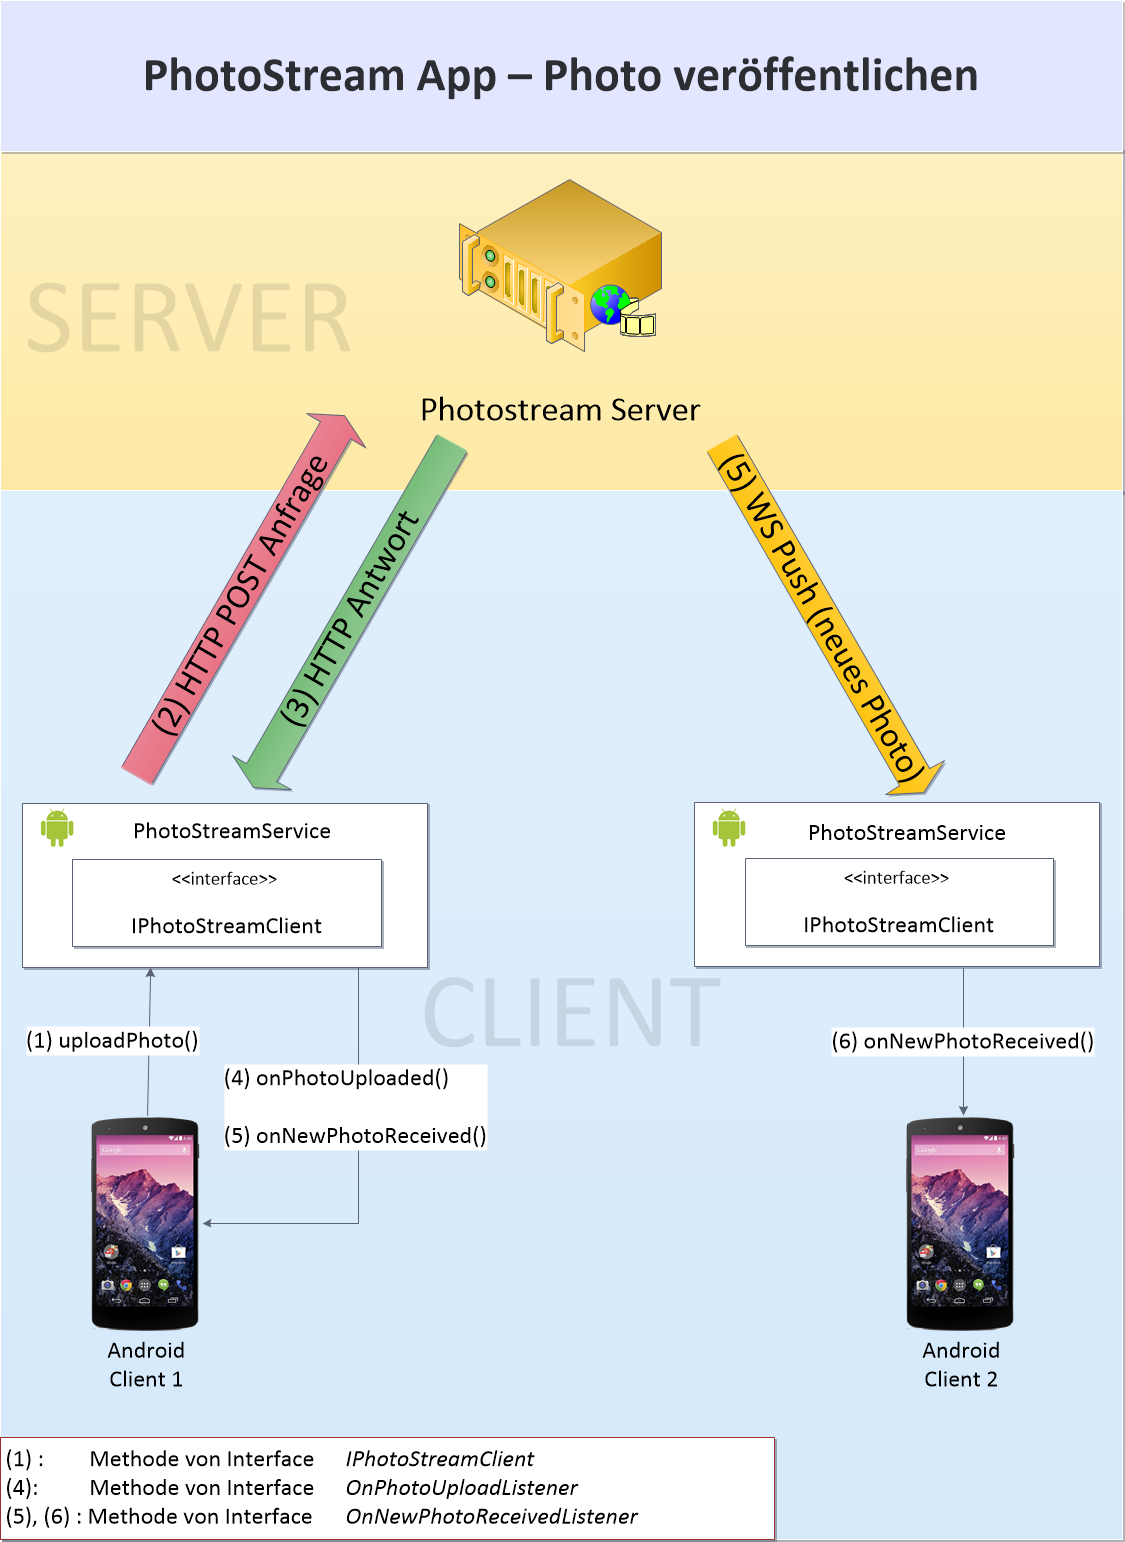 PhotoStream App – Photo veröffentlichen
SERVER
Photostream Server
(2) HTTP POST Anfrage
(3) HTTP Antwort
(5) WS Push (neues Photo)
PhotoStreamService
<<interface>>
IPhotoStreamClient
PhotoStreamService
<<interface>>
IPhotoStreamClient
CLIENT
(1) uploadPhoto()
(4) onPhotoUploaded()
(5) onNewPhotoReceived()
(6) onNewPhotoReceived()
Google
Google
Android
Client 1
Android
Client 2
(1) : Methode von Interface IPhotoStreamClient
(4): Methode von Interface OnPhotoUploadListener
(5), (6) : Methode von Interface OnNewPhotoReceivedListener